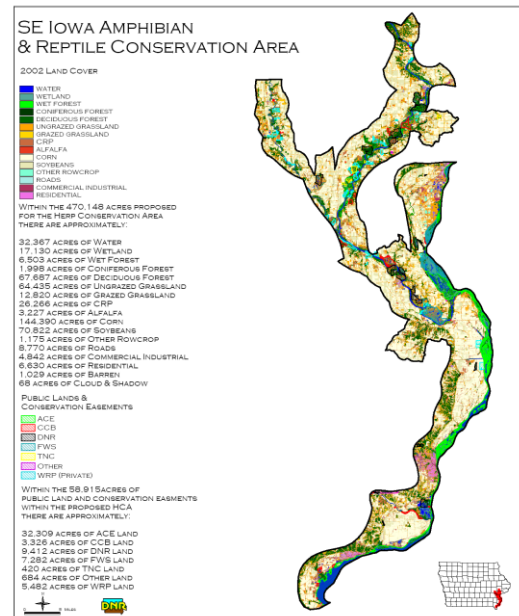 SE Iowa Amphibian
& Reptile Conservation Area
2002 Land Cover
WATER
WETLAND
WET FOREST
CONIFEROUS FOREST
DECIDUOUS FOREST
UNGRAZED GRASSLAND
GRAZED GRASSLAND
CRP
ALFALFA
CORN
SOYBEANS
OTHER ROWCROP
ROADS
COMMERCIAL INDUSTRIAL
RESIDENTIAL
Within the 470,148 acres proposed
for the Herp Conservation Area
there are approximately:
32,367 acres of Water
17,130 acres of Wetland
6,503 acres of Wet Forest
1,998 acres of Coniferous Forest
67,687 acres of Deciduous Forest
64,435 acres of Ungrazed Grassland
12,820 acres of Grazed Grassland
26,266 acres of CRP
3,227 acres of Alfalfa
144,390 acres of Corn
70,822 acres of Soybeans
1,175 acres of Other Rowcrop
8,770 acres of Roads
4,842 acres of Commercial Industrial
6,630 acres of Residential
1,029 acres of Barren
68 acres of Cloud & Shadow
Public Lands &
Conservation Easements
ACE
CCB
DNR
FWS
TNC
Other
WRP (Private)
Within the 58,915acres of
public land and conservation easments
within the proposed HCA
there are approximately:
32,309 acres of ACE land
3,326 acres of CCB land
9,412 acres of DNR land
7,282 acres of FWS land
420 acres of TNC land
684 acres of Other land
5,482 acres of WRP land
DNR